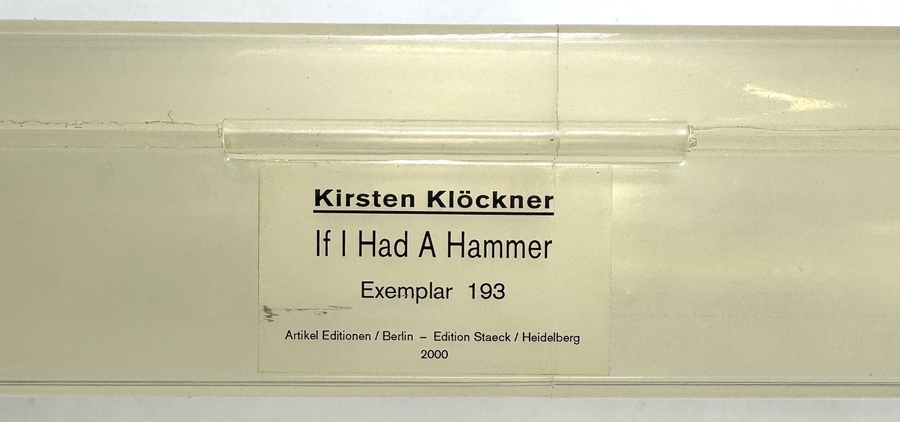 Kirsten Klöckner
If I Had A Hammer
Exemplar 193
Artikel Editionen / Berlin – Edition Staeck / Heidelberg
2000